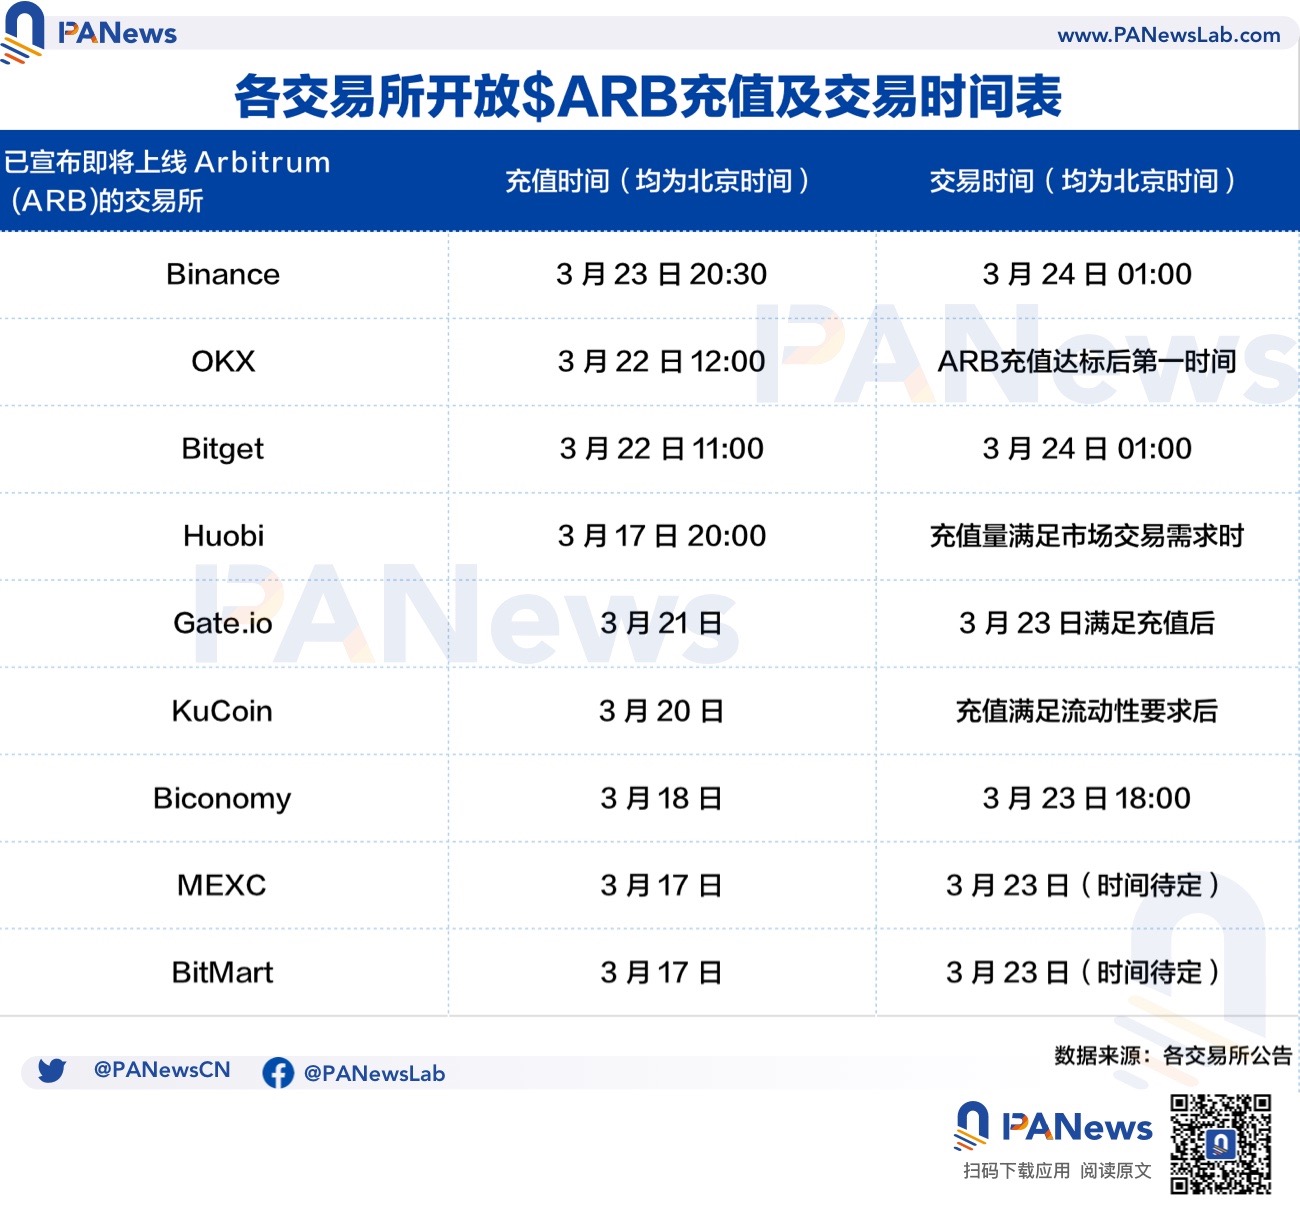 PANews
www.PANewsLab.com
各交易所开放$ARB充值及交易时间表
已宣布即将上线 Arbitrum
(ARB)的交易所
充值时间（均为北京时间）
交易时间（均为北京时间）
Binance
3 月 23 日 20:30
3 月 24 日 01:00
OKX
3 月 22 日 12:00
ARB充值达标后第一时间
Bitget
3 月 22 日 11:00
3 月 24 日 01:00
Huobi
3 月 17 日 20:00
充值量满足市场交易需求时
Gate.io
3 月 21 日
3 月 23 日满足充值后
KuCoin
3 月 20 日
充值满足流动性要求后
Biconomy
3 月 18 日
3 月 23 日 18:00
MEXC
3 月 17 日
3 月 23 日（时间待定）
BitMart
3 月 17 日
3 月 23 日（时间待定）
PANews
PANews
数据来源：各交易所公告
@PANewsCN
@PANewsLab
PANews
扫码下载应用 阅读原文